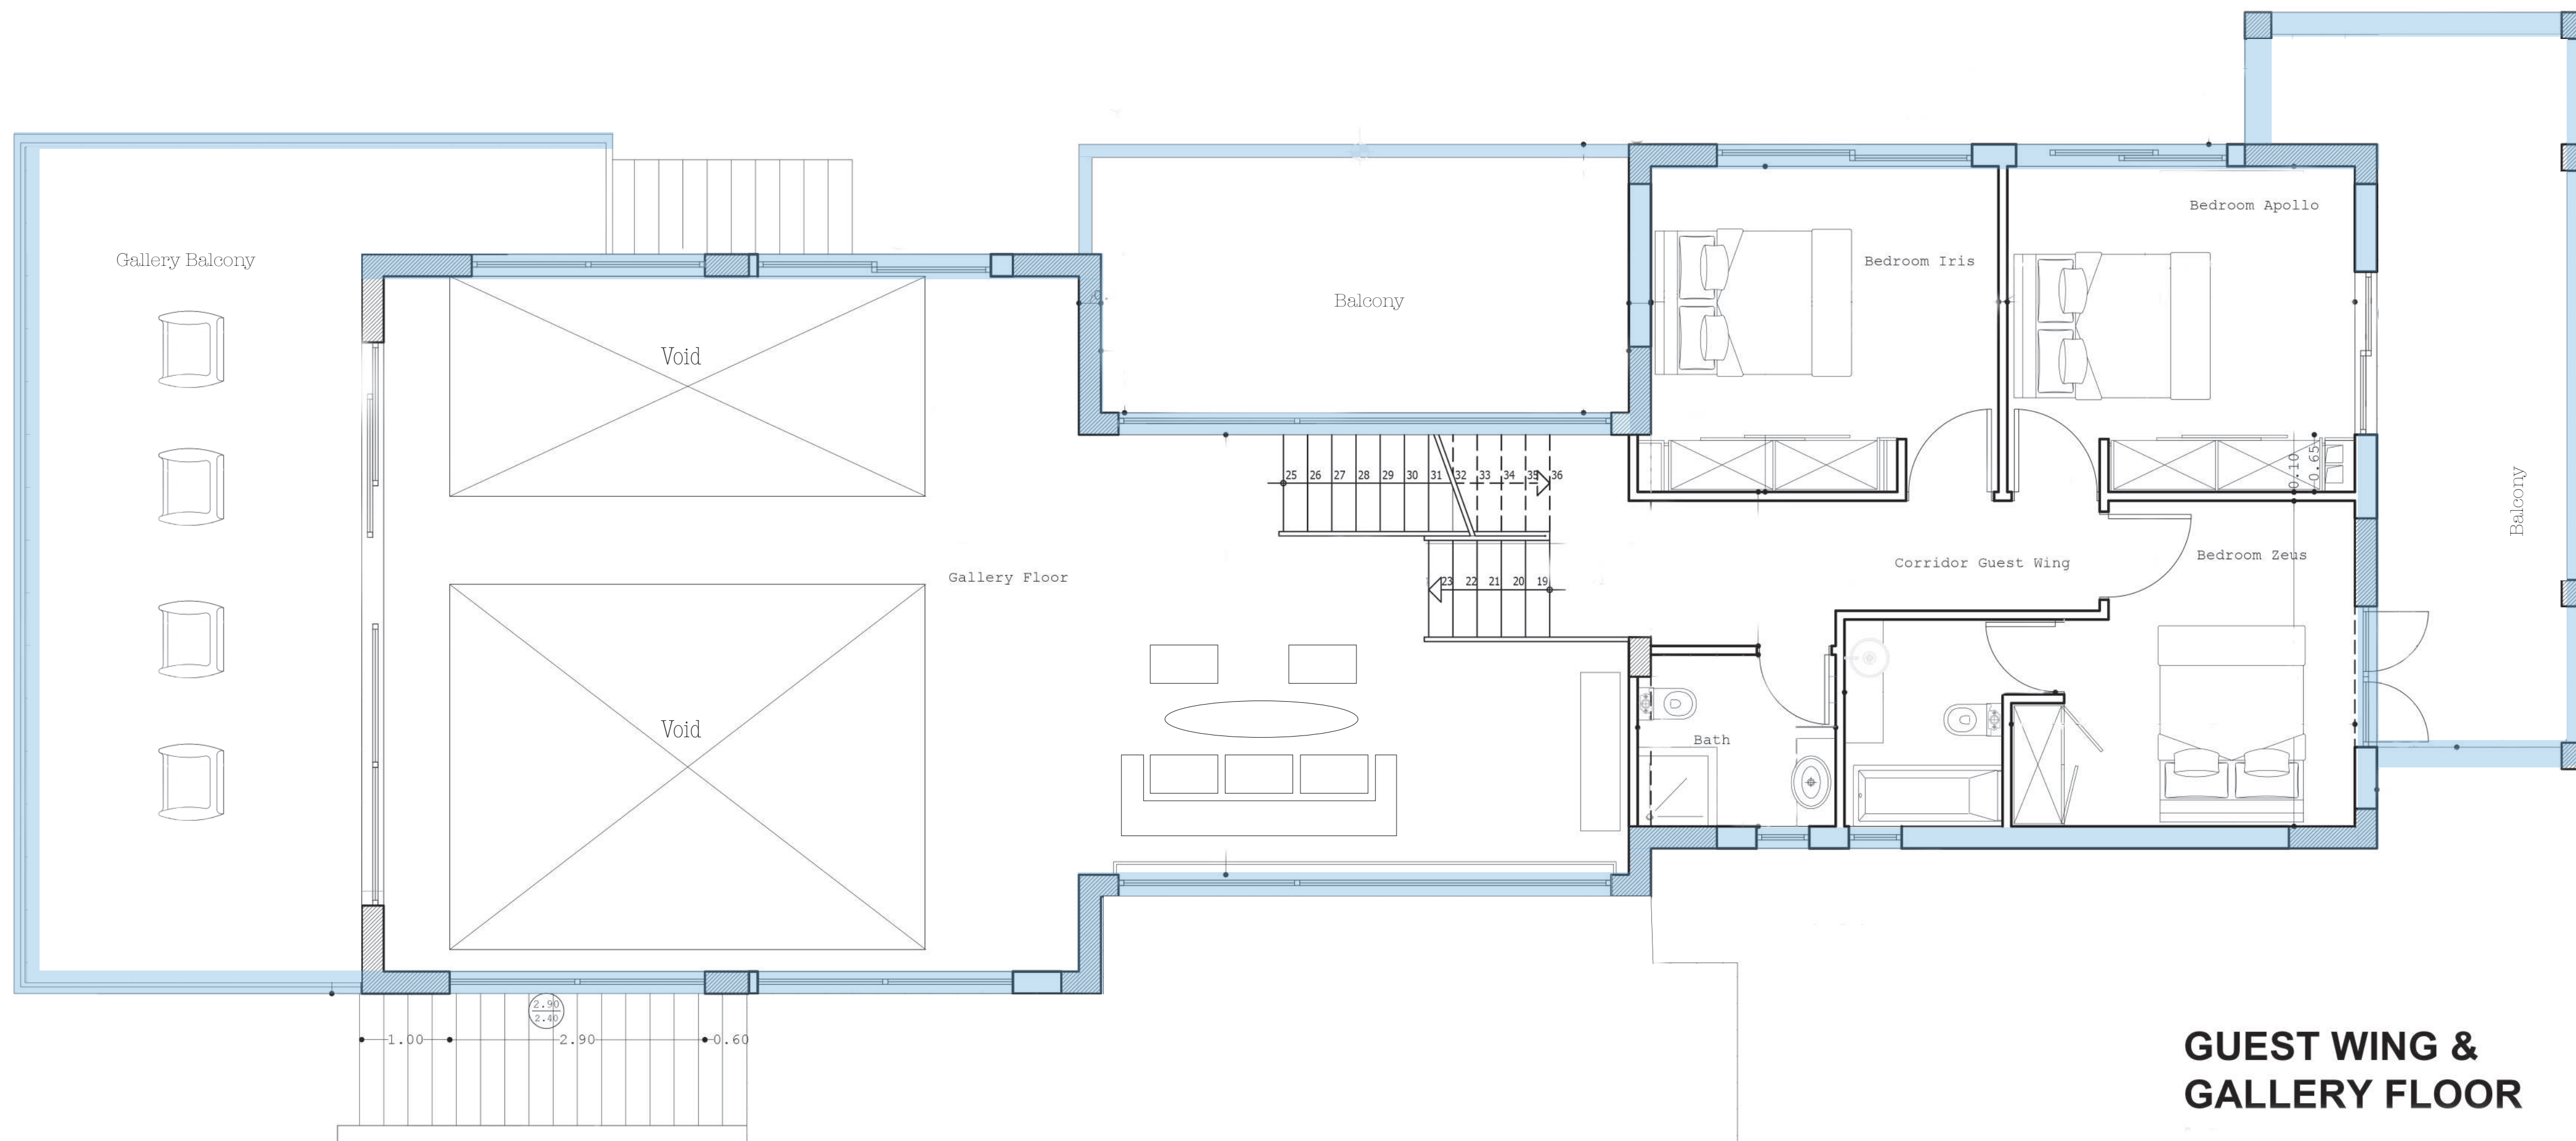 Bedroom Apollo
Gallery Balcony
Bedroom Iris
Balcony
Void
25 26 27 28 29 30 31 32 33 34 35 36
0.10
0.65
Balcony
Gallery Floor
23 22 21 20 19
Corridor Guest Wing
Bedroom Zeus
Void
Bath
2.90
2.40
1.00 2.90 0.60
GUEST WING &
GALLERY FLOOR